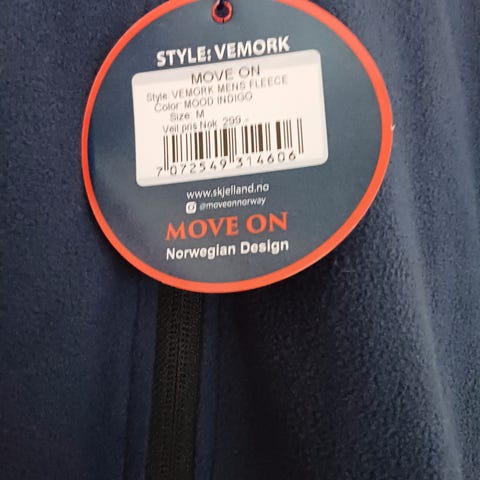 STYLE: VEMORK
MOVE ON
Style: VEMORK MENS FLEECE
Color: MOOD INDIGO
Size: M
Veil.pris Nok: 299.-
7 072549 314606
www.skjelland.no
@moveonnorway
MOVE ON
Norwegian Design